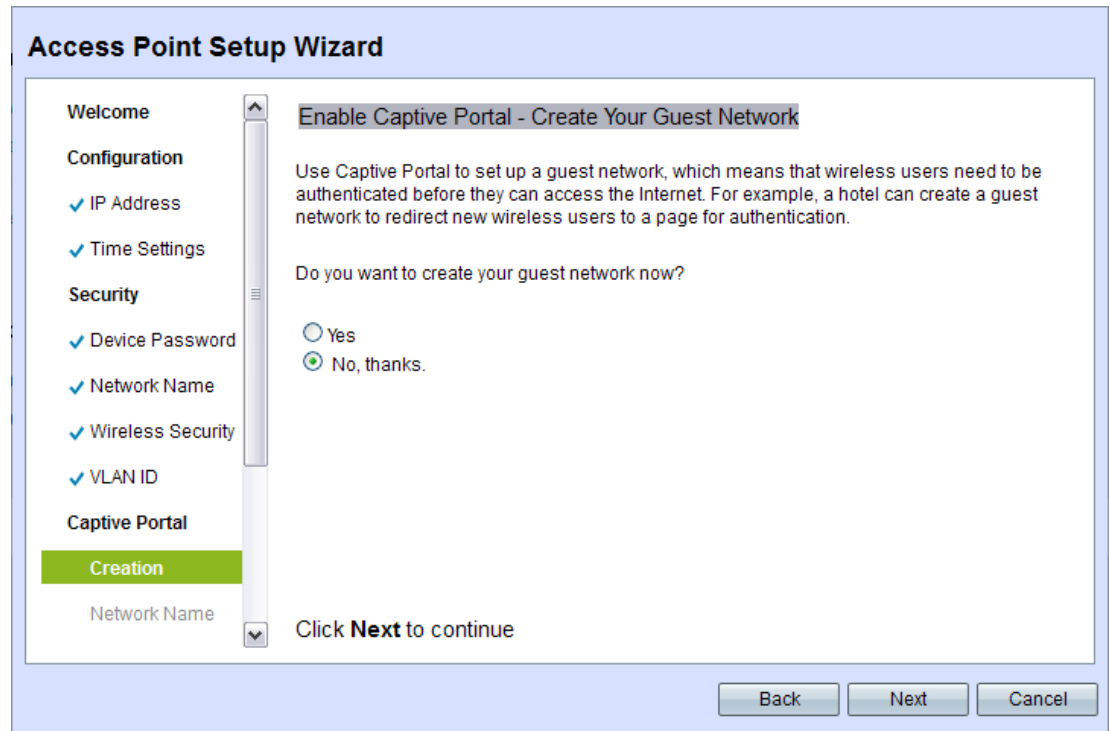 Access Point Setup Wizard
Welcome
Configuration
IP Address
Time Settings
Security
Device Password
Network Name
Wireless Security
VLAN ID
Captive Portal
Creation
Network Name
Enable Captive Portal - Create Your Guest Network
Use Captive Portal to set up a guest network, which means that wireless users need to be
authenticated before they can access the Internet. For example, a hotel can create a guest
network to redirect new wireless users to a page for authentication.
Do you want to create your guest network now?
Yes
No, thanks.
Click Next to continue
Back Next Cancel